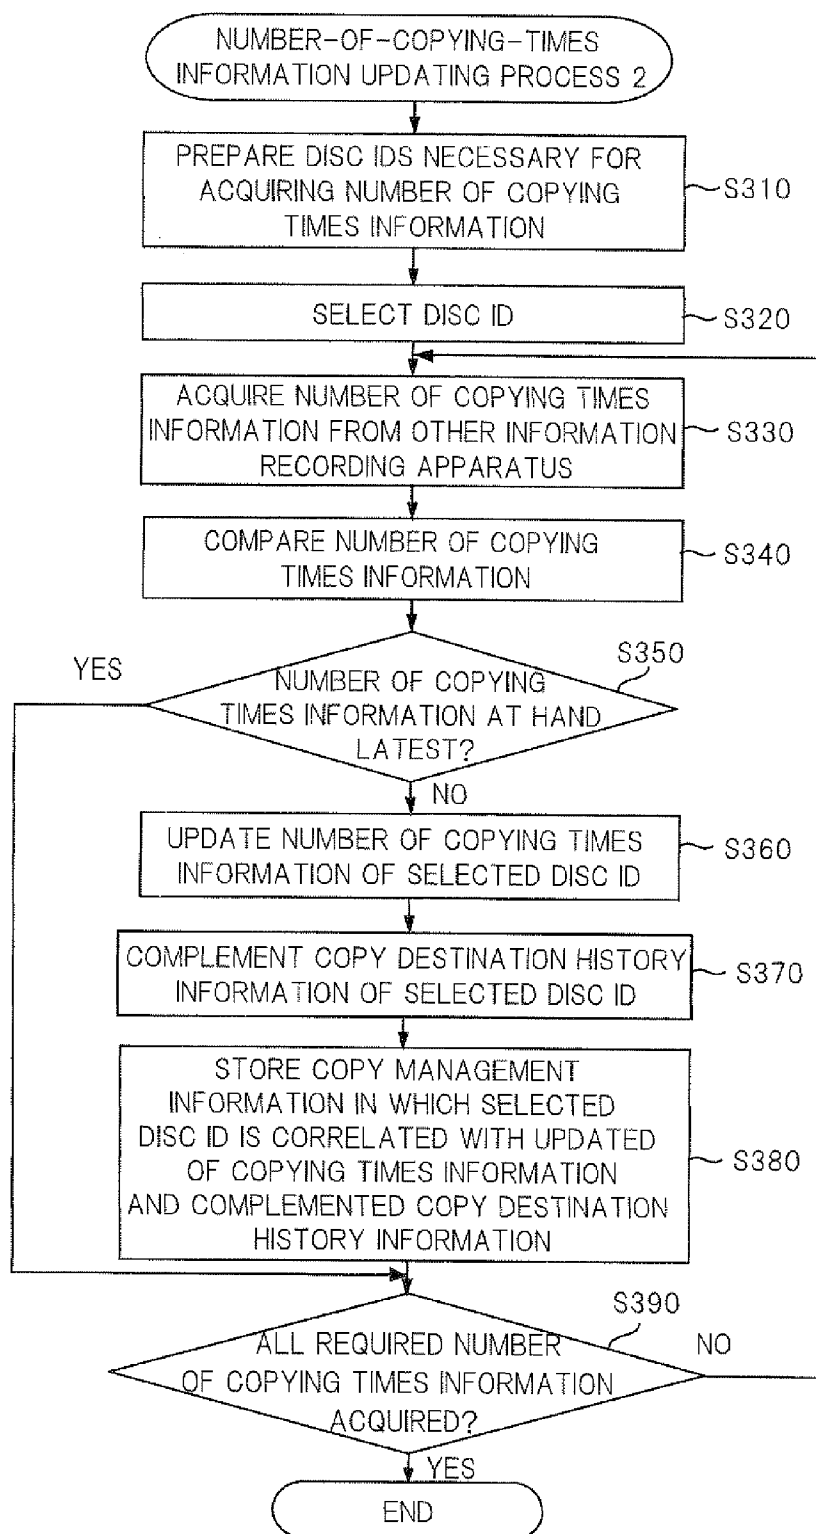 NUMBER-OF-COPYING-TIMES
INFORMATION UPDATING PROCESS 2
PREPARE DISC IDS NECESSARY FOR
ACQUIRING NUMBER OF COPYING
TIMES INFORMATION
S310
SELECT DISC ID
S320
ACQUIRE NUMBER OF COPYING TIMES
INFORMATION FROM OTHER INFORMATION
RECORDING APPARATUS
S330
COMPARE NUMBER OF COPYING
TIMES INFORMATION
S340
YES
S350
NUMBER OF COPYING
TIMES INFORMATION AT HAND
LATEST?
NO
UPDATE NUMBER OF COPYING TIMES
INFORMATION OF SELECTED DISC ID
S360
COMPLEMENT COPY DESTINATION HISTORY
INFORMATION OF SELECTED DISC ID
S370
STORE COPY MANAGEMENT
INFORMATION IN WHICH SELECTED
DISC ID IS CORRELATED WITH UPDATED
OF COPYING TIMES INFORMATION
AND COMPLEMENTED COPY DESTINATION
HISTORY INFORMATION
S380
S390
ALL REQUIRED NUMBER
OF COPYING TIMES INFORMATION
ACQUIRED?
NO
YES
END